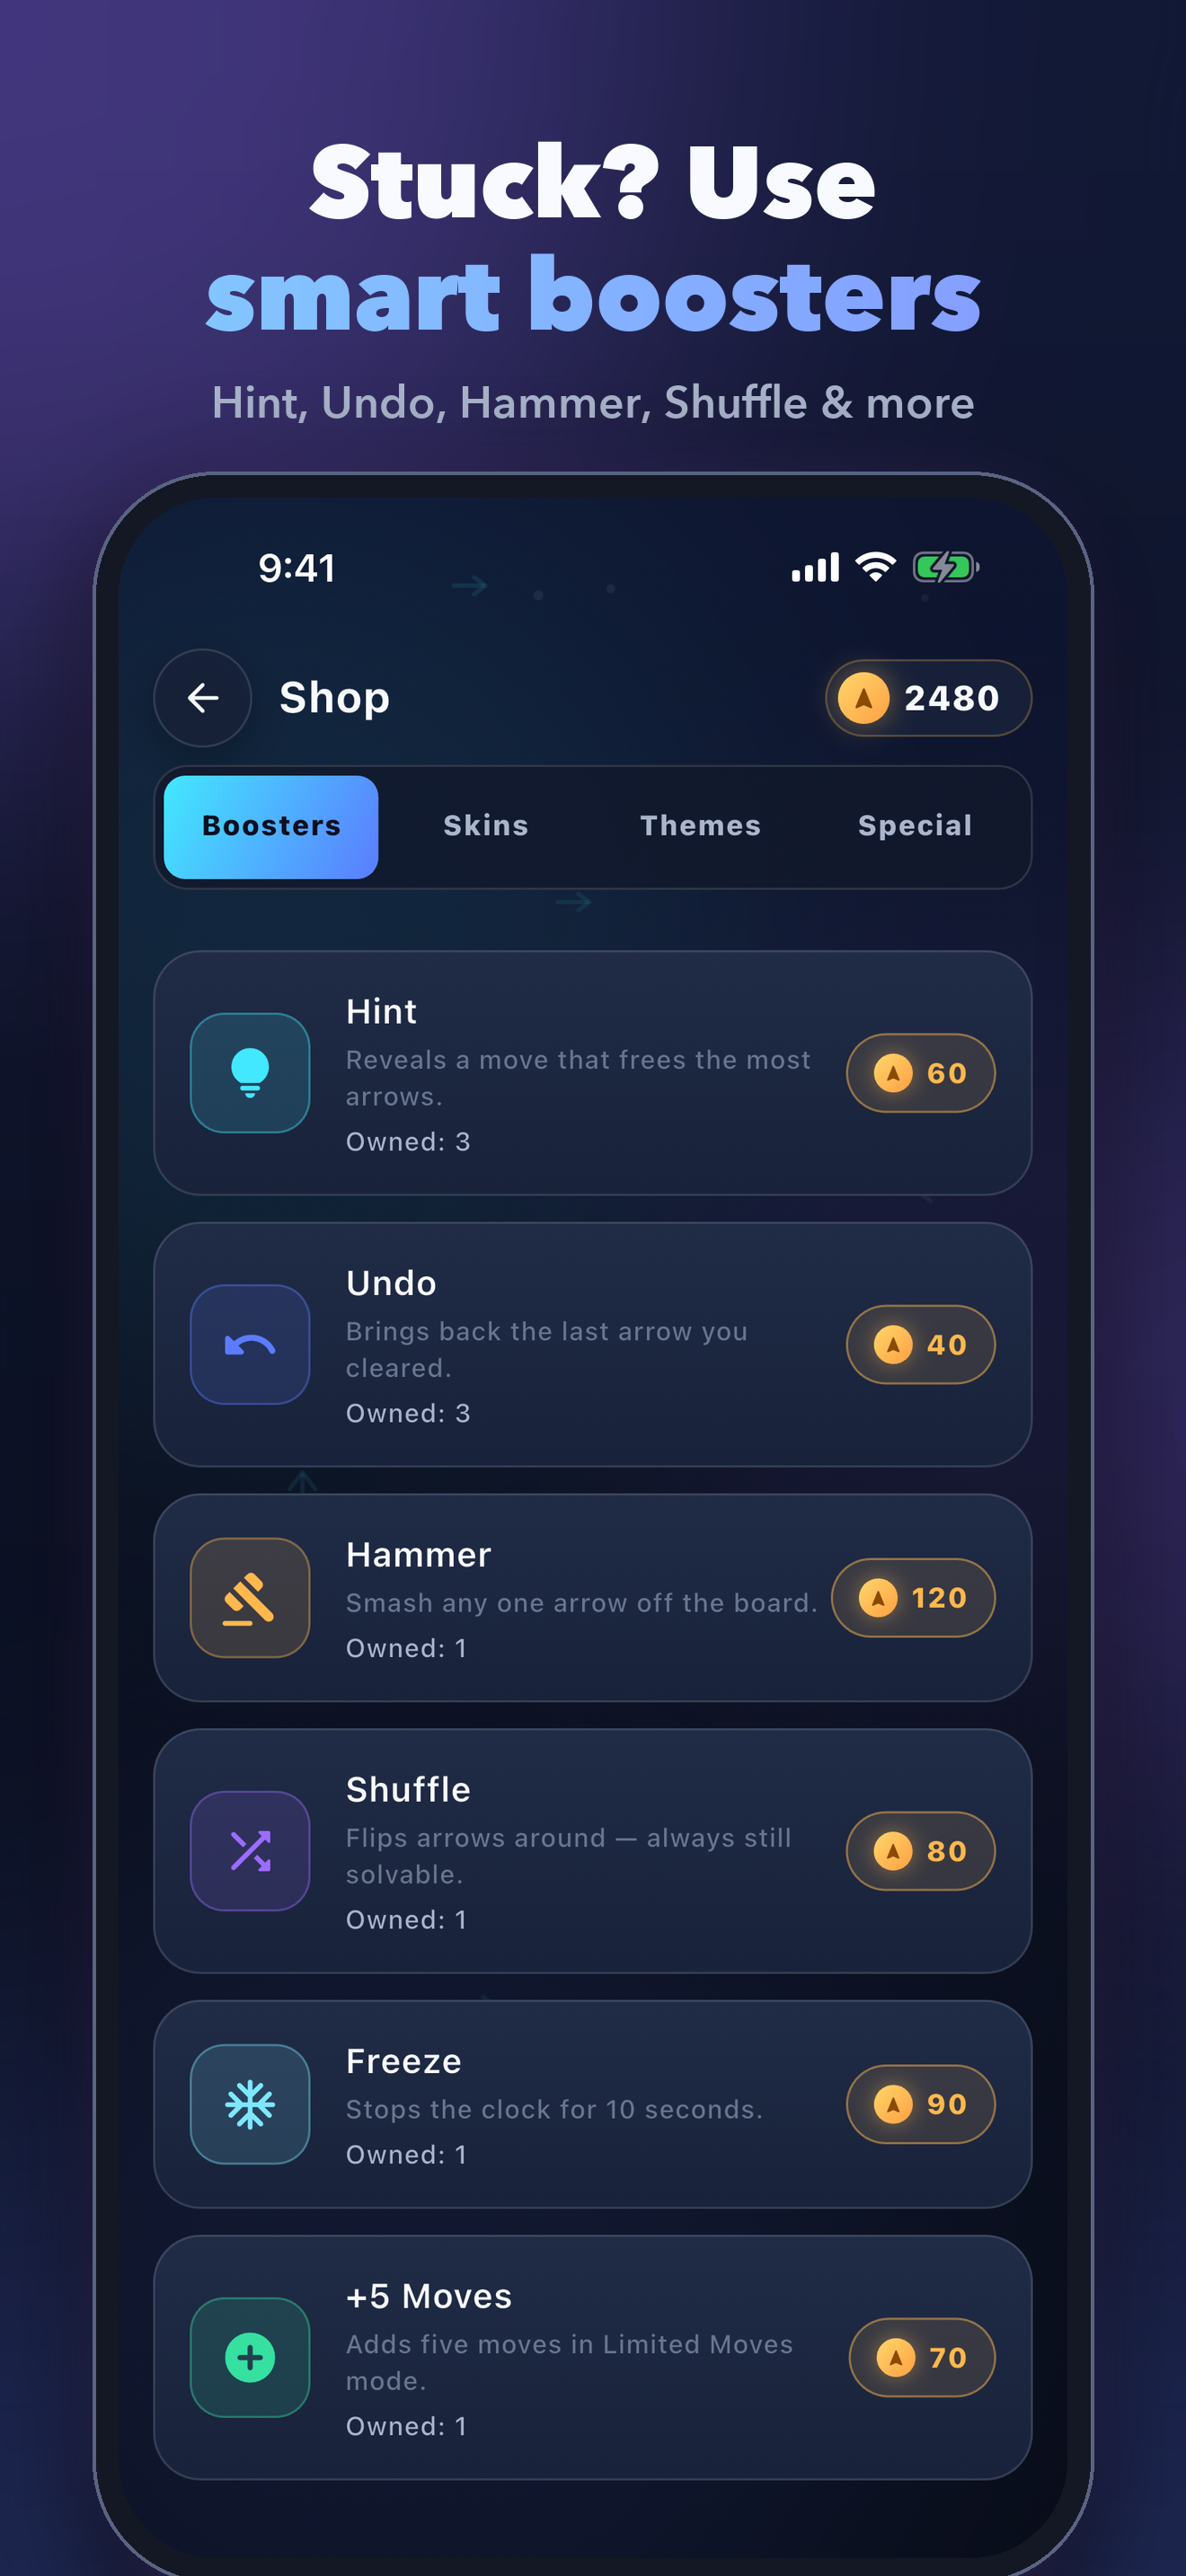 Stuck? Use
smart boosters
Hint, Undo, Hammer, Shuffle & more
9:41
Shop
2480
Boosters
Skins
Themes
Special
Hint
Reveals a move that frees the most
arrows.
Owned: 3
60
Undo
Brings back the last arrow you
cleared.
Owned: 3
40
Hammer
Smash any one arrow off the board.
Owned: 1
120
Shuffle
Flips arrows around — always still
solvable.
Owned: 1
80
Freeze
Stops the clock for 10 seconds.
Owned: 1
90
+5 Moves
Adds five moves in Limited Moves
mode.
Owned: 1
70